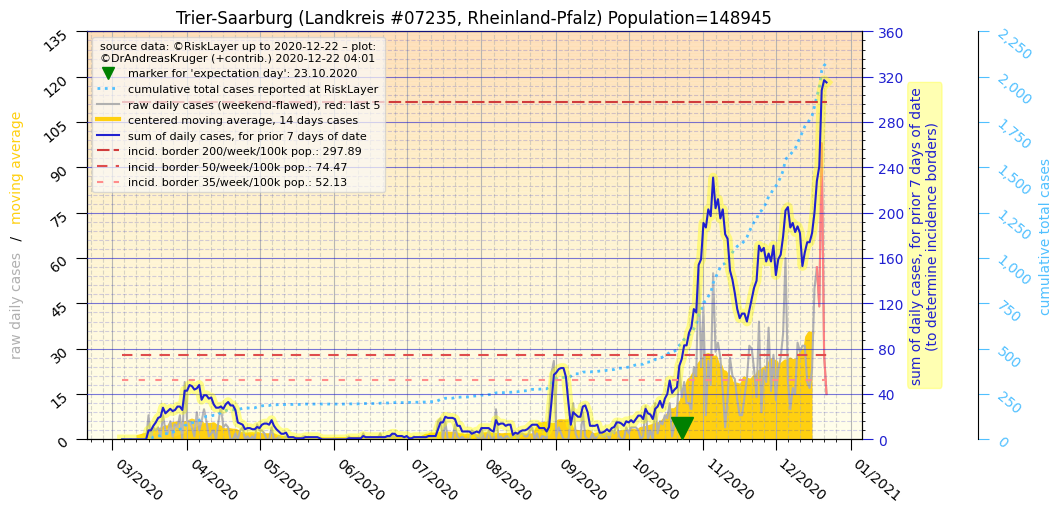 Trier-Saarburg (Landkreis #07235, Rheinland-Pfalz) Population=148945
source data: ©RiskLayer up to 2020-12-22 – plot:
©DrAndreasKruger (+contrib.) 2020-12-22 04:01
marker for 'expectation day': 23.10.2020
cumulative total cases reported at RiskLayer
raw daily cases (weekend-flawed), red: last 5
centered moving average, 14 days cases
sum of daily cases, for prior 7 days of date
incid. border 200/week/100k pop.: 297.89
incid. border 50/week/100k pop.: 74.47
incid. border 35/week/100k pop.: 52.13
raw daily cases / moving average
135
120
105
90
75
60
45
30
15
0
360
320
280
240
200
160
120
80
40
0
sum of daily cases, for prior 7 days of date
(to determine incidence borders)
2,250
2,000
1,750
1,500
1,250
1,000
750
500
250
0
cumulative total cases
03/2020
04/2020
05/2020
06/2020
07/2020
08/2020
09/2020
10/2020
11/2020
12/2020
01/2021